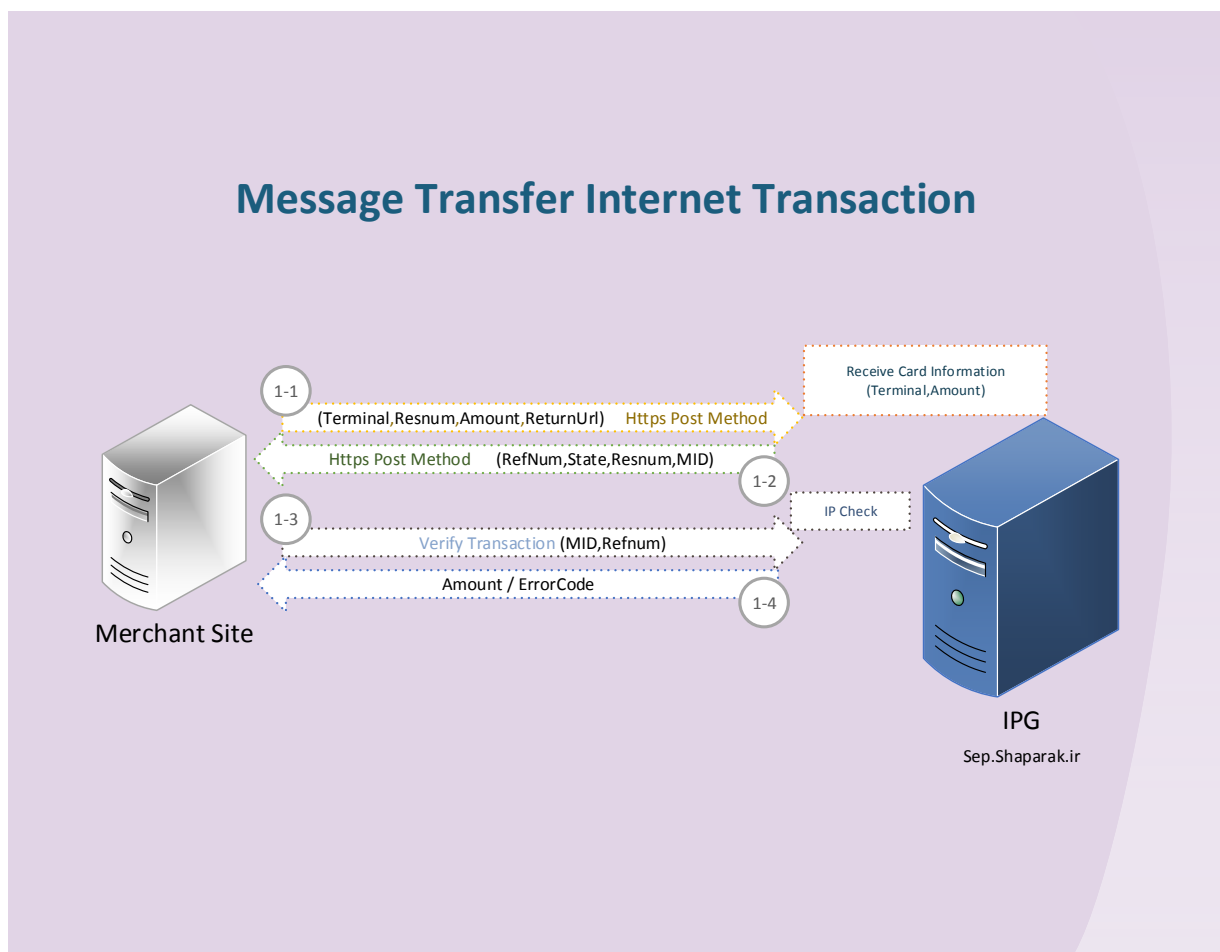 Message Transfer Internet Transaction
Receive Card Information
(Terminal,Amount)
1-1
(Terminal,Resnum,Amount,ReturnUrl) Https Post Method
Https Post Method (RefNum,State,Resnum,MID)
1-2
IP Check
1-3
Verify Transaction (MID,Refnum)
Amount / ErrorCode
1-4
Merchant Site
IPG
Sep.Shaparak.ir